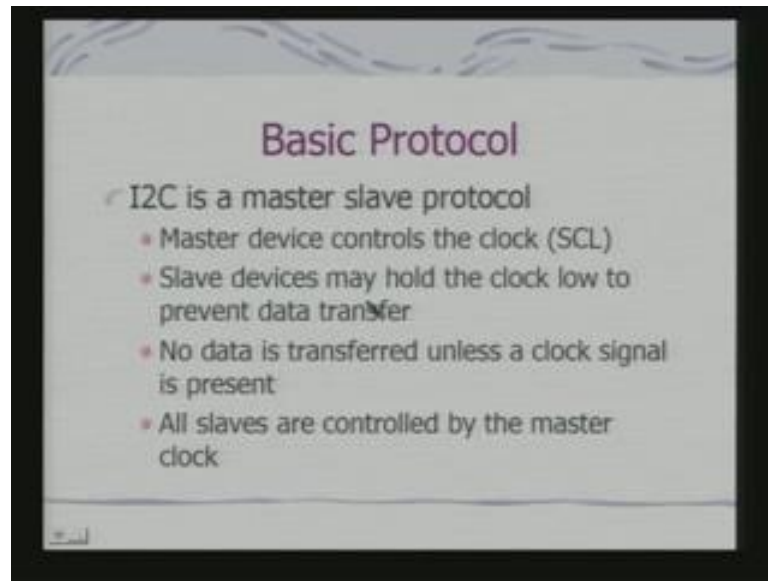 Basic Protocol
I2C is a master slave protocol
Master device controls the clock (SCL)
Slave devices may hold the clock low to
prevent data transfer
No data is transferred unless a clock signal
is present
All slaves are controlled by the master
clock